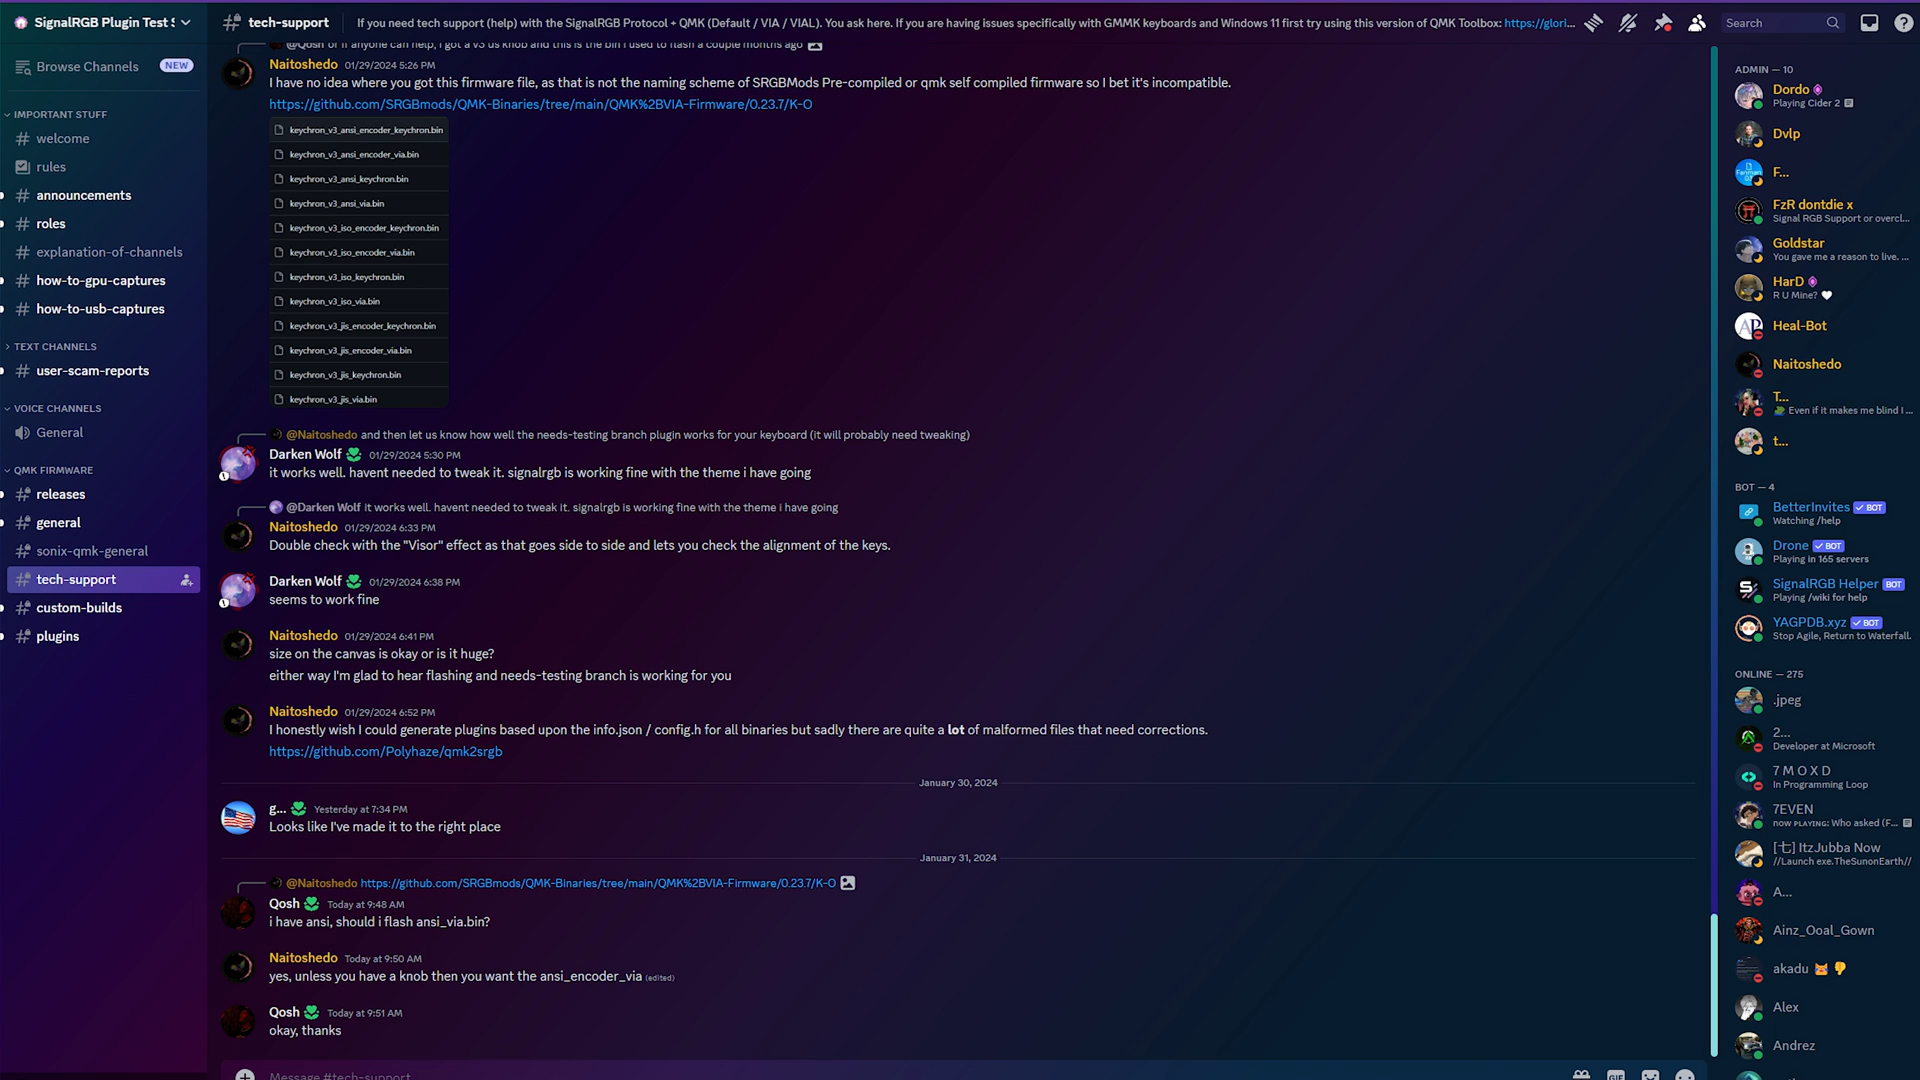 SignalRGB Plugin Test S
Browse Channels
NEW
IMPORTANT STUFF
welcome
rules
announcements
roles
explanation-of-channels
how-to-gpu-captures
how-to-usb-captures
TEXT CHANNELS
user-scam-reports
VOICE CHANNELS
General
QMK FIRMWARE
releases
general
sonix-qmk-general
tech-support
custom-builds
plugins
tech-support
If you need tech support (help) with the SignalRGB Protocol + QMK (Default / VIA / VIAL). You ask here. If you are having issues specifically with GMMK keyboards and Windows 11 first try using this version of QMK Toolbox: https://glori...
Search
@Qosh or if anyone can help, i got a v3 us knob and this is the bin i used to flash a couple months ago
Naitoshedo 01/29/2024 5:26 PM
I have no idea where you got this firmware file, as that is not the naming scheme of SRGBMods Pre-compiled or qmk self compiled firmware so I bet it's incompatible.
https://github.com/SRGBmods/QMK-Binaries/tree/main/QMK%2BVIA-Firmware/0.23.7/K-O
keychron_v3_ansi_encoder_keychron.bin
keychron_v3_ansi_encoder_via.bin
keychron_v3_ansi_keychron.bin
keychron_v3_ansi_via.bin
keychron_v3_iso_encoder_keychron.bin
keychron_v3_iso_encoder_via.bin
keychron_v3_iso_keychron.bin
keychron_v3_iso_via.bin
keychron_v3_jis_encoder_keychron.bin
keychron_v3_jis_encoder_via.bin
keychron_v3_jis_keychron.bin
keychron_v3_jis_via.bin
@Naitoshedo and then let us know how well the needs-testing branch plugin works for your keyboard (it will probably need tweaking)
Darken Wolf 01/29/2024 5:30 PM
it works well. havent needed to tweak it. signalrgb is working fine with the theme i have going
@Darken Wolf it works well. havent needed to tweak it. signalrgb is working fine with the theme i have going
Naitoshedo 01/29/2024 6:33 PM
Double check with the "Visor" effect as that goes side to side and lets you check the alignment of the keys.
Darken Wolf 01/29/2024 6:38 PM
seems to work fine
Naitoshedo 01/29/2024 6:41 PM
size on the canvas is okay or is it huge?
either way I'm glad to hear flashing and needs-testing branch is working for you
Naitoshedo 01/29/2024 6:52 PM
I honestly wish I could generate plugins based upon the info.json / config.h for all binaries but sadly there are quite a lot of malformed files that need corrections.
https://github.com/Polyhaze/qmk2srgb
January 30, 2024
g... Yesterday at 7:34 PM
Looks like I've made it to the right place
January 31, 2024
@Naitoshedo https://github.com/SRGBmods/QMK-Binaries/tree/main/QMK%2BVIA-Firmware/0.23.7/K-O
Qosh Today at 9:48 AM
i have ansi, should i flash ansi_via.bin?
Naitoshedo Today at 9:50 AM
yes, unless you have a knob then you want the ansi_encoder_via (edited)
Qosh Today at 9:51 AM
okay, thanks
Message #tech-support
GIF
ADMIN — 10
Dordo
Playing Cider 2
Dvlp
F...
FzR dontdie x
Signal RGB Support or overcl...
Goldstar
You gave me a reason to live. ...
HarD
R U Mine?
Heal-Bot
Naitoshedo
T...
Even if it makes me blind I ...
t...
BOT — 4
BetterInvites BOT
Watching /help
Drone BOT
Playing in 165 servers
SignalRGB Helper BOT
Playing /wiki for help
YAGPDB.xyz BOT
Stop Agile, Return to Waterfall.
ONLINE — 275
.jpeg
2...
Developer at Microsoft
7 M O X D
In Programming Loop
7EVEN
ɴᴏᴡ ᴘʟᴀʏɪɴɢ: Who asked (F...
[七] ItzJubba Now
//Launch exe.TheSunonEarth//
A...
Ainz_Ooal_Gown
akadu
Alex
Andrez